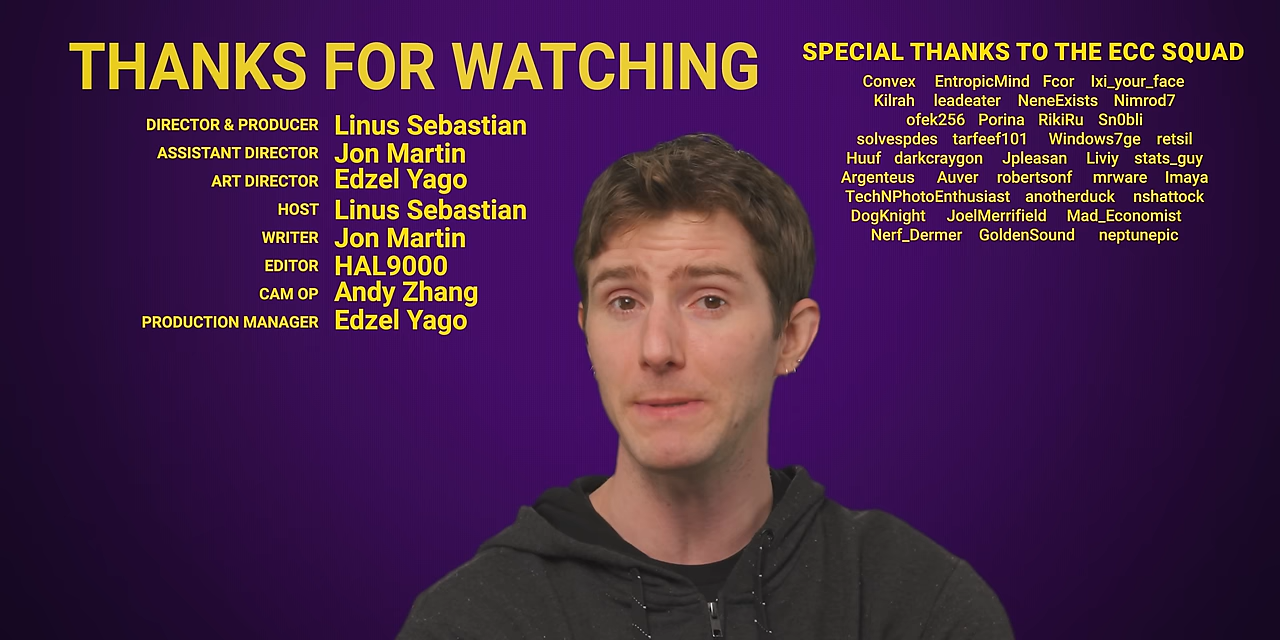 THANKS FOR WATCHING
DIRECTOR & PRODUCER Linus Sebastian
ASSISTANT DIRECTOR Jon Martin
ART DIRECTOR Edzel Yago
HOST Linus Sebastian
WRITER Jon Martin
EDITOR HAL9000
CAM OP Andy Zhang
PRODUCTION MANAGER Edzel Yago
SPECIAL THANKS TO THE ECC SQUAD
Convex EntropicMind Fcor Ixi_your_face
Kilrah leadeater NeneExists Nimrod7
ofek256 Porina RikiRu Sn0bli
solvespdes tarfeef101 Windows7ge retsil
Huuf darkcraygon Jpleasan Liviy stats_guy
Argenteus Auver robertsonf mrware Imaya
TechNPhotoEnthusiast anotherduck nshattock
DogKnight JoelMerrifield Mad_Economist
Nerf_Dermer GoldenSound neptunepic